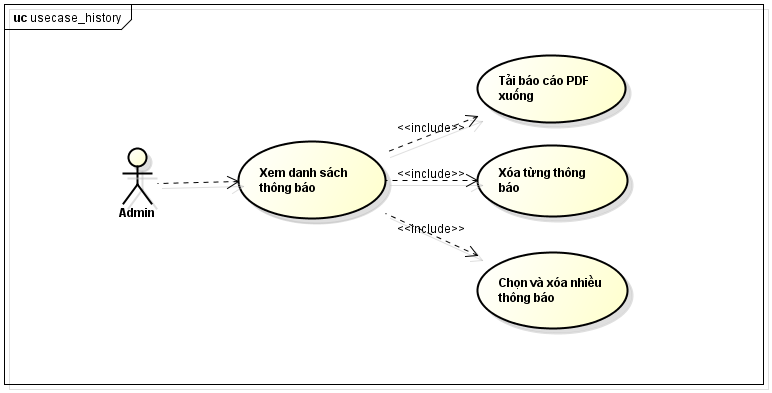 uc usecase_history
Tải báo cáo PDF
xuống
<<include>>
Xem danh sách
thông báo
<<include>>
Xóa từng thông
báo
Admin
<<include>>
Chọn và xóa nhiều
thông báo